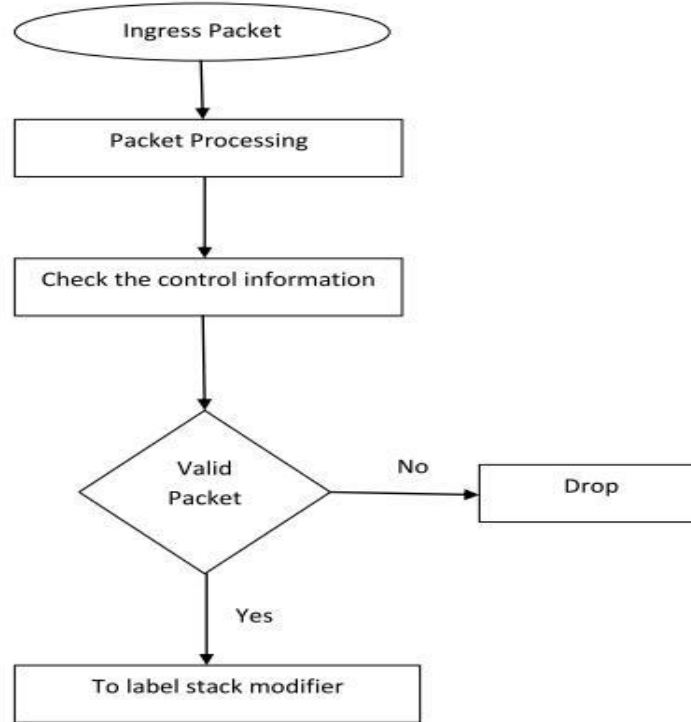 Ingress Packet
Packet Processing
Check the control information
Valid
Packet
No
Drop
Yes
To label stack modifier